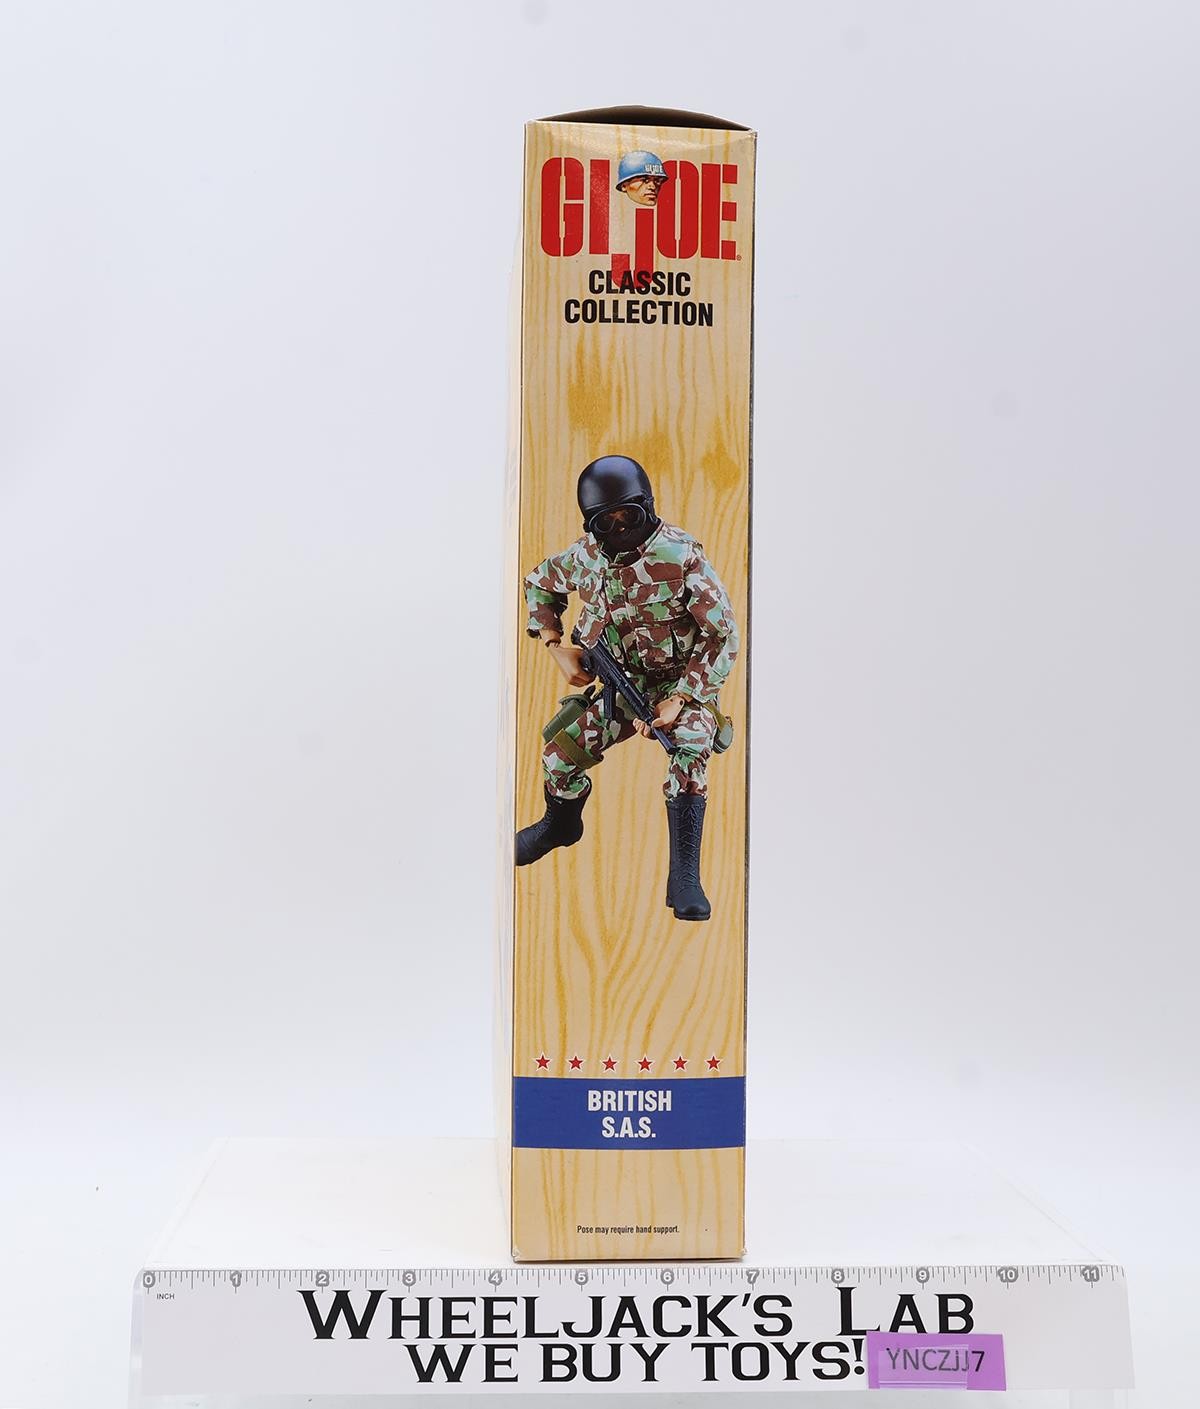 GI JOE®
CLASSIC
COLLECTION
BRITISH
S.A.S.
Pose may require hand support.
0 1 2 3 4 5 6 7 8 9 10 11
INCH
WHEELJACK'S LAB
WE BUY TOYS!
YNCZJJ7